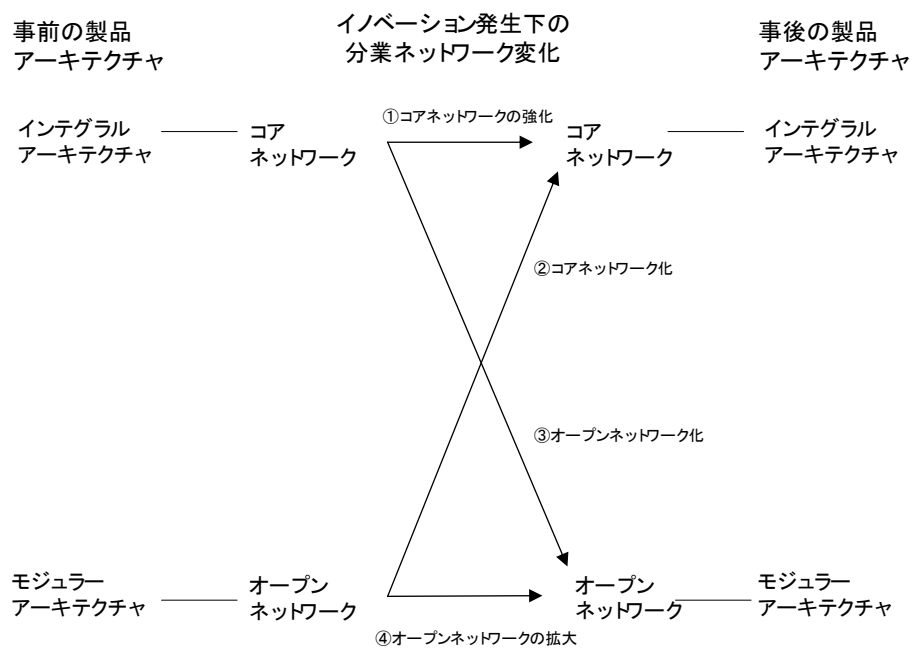 事前の製品
アーキテクチャ
イノベーション発生下の
分業ネットワーク変化
事後の製品
アーキテクチャ
①コアネットワークの強化
インテグラル
アーキテクチャ
コア
ネットワーク
コア
ネットワーク
インテグラル
アーキテクチャ
②コアネットワーク化
③オープンネットワーク化
モジュラー
アーキテクチャ
オープン
ネットワーク
オープン
ネットワーク
モジュラー
アーキテクチャ
④オープンネットワークの拡大